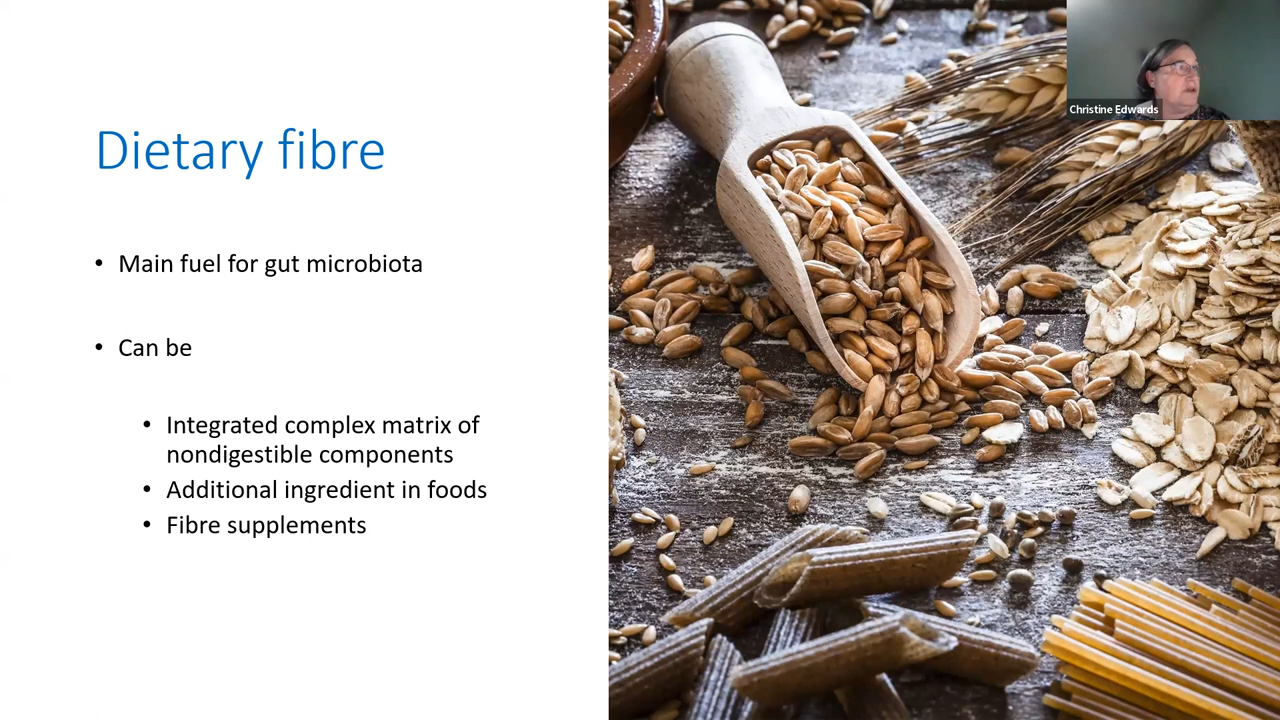 Dietary fibre
• Main fuel for gut microbiota
• Can be
• Integrated complex matrix of
nondigestible components
• Additional ingredient in foods
• Fibre supplements
Christine Edwards